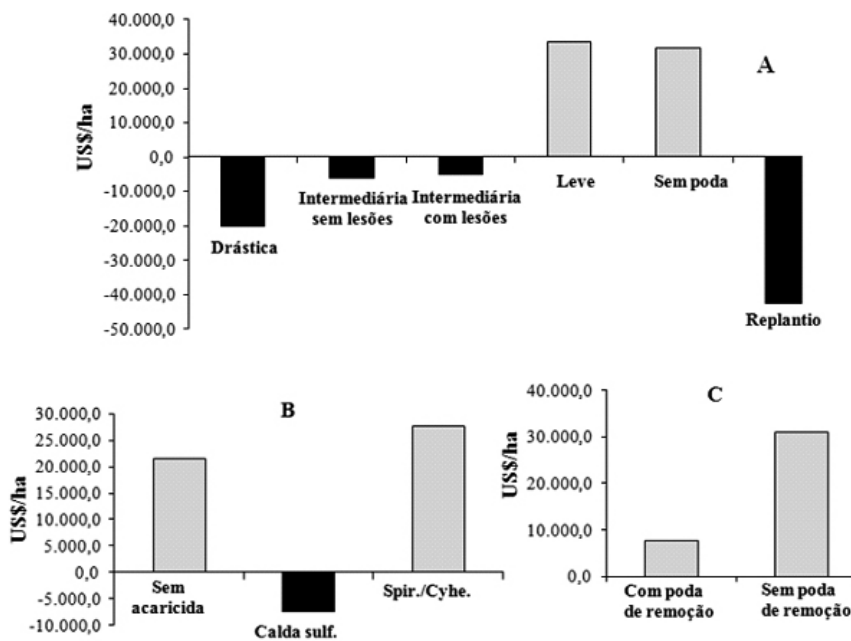 A
US$/ha
40.000,0
30.000,0
20.000,0
10.000,0
0,0
-10.000,0
-20.000,0
-30.000,0
-40.000,0
-50.000,0
Drástica
Intermediária
sem lesões
Intermediária
com lesões
Leve
Sem poda
Replantio
B
US$/ha
30.000,0
25.000,0
20.000,0
15.000,0
10.000,0
5.000,0
0,0
-5.000,0
-10.000,0
Sem
acaricida
Calda sulf.
Spir./Cyhe.
C
US$/ha
40.000,0
30.000,0
20.000,0
10.000,0
0,0
Com poda
de remoção
Sem poda
de remoção